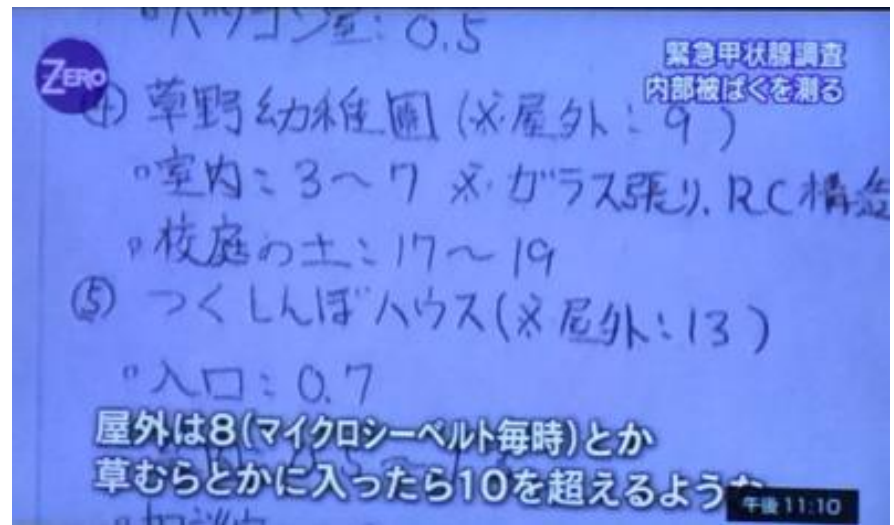 パソコン室: 0.5
ZERO
緊急甲状腺調査
内部被ばくを測る
④ 草野幼稚園 (※屋外: 9)
▫室内: 3〜7 ※ガラス張り、RC構造
▫校庭の土: 17〜19
⑤ つくしんぼハウス(※屋外: 13)
▫入口: 0.7
屋外は8(マイクロシーベルト毎時)とか
草むらとかに入ったら10を超えるような
午後 11:10